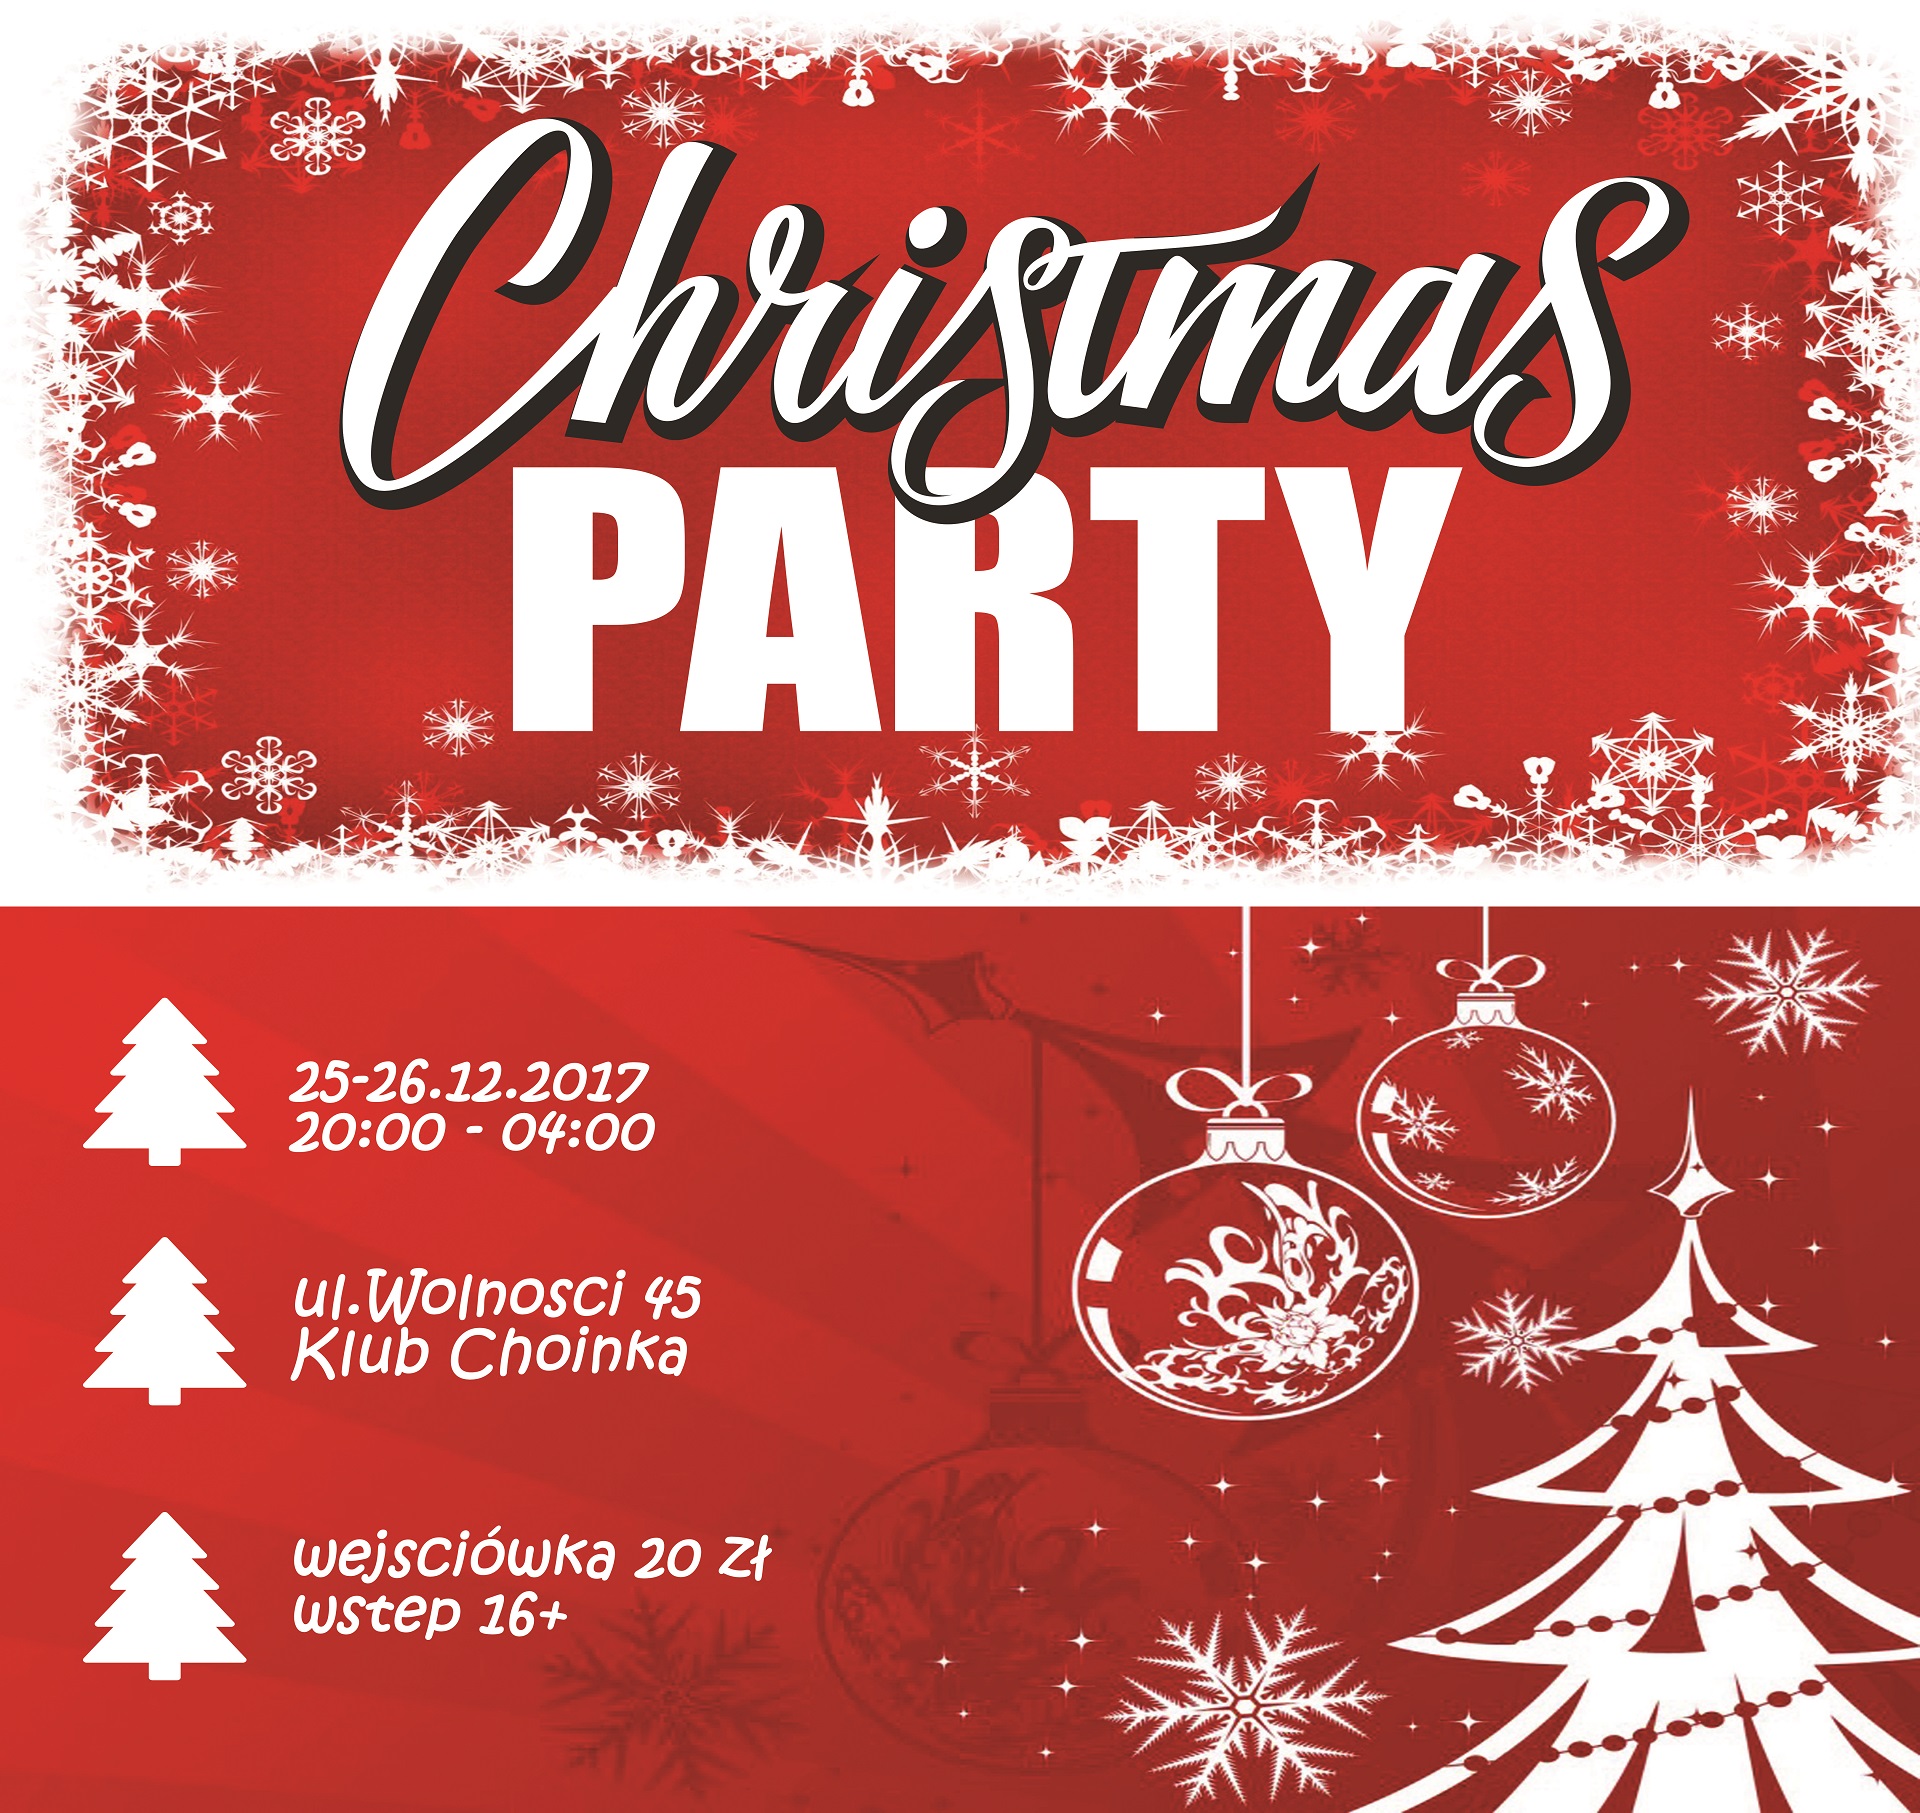 Christmas
PARTY
25-26.12.2017
20:00 - 04:00
ul.Wolnosci 45
Klub Choinka
wejsciówka 20 zł
wstep 16+